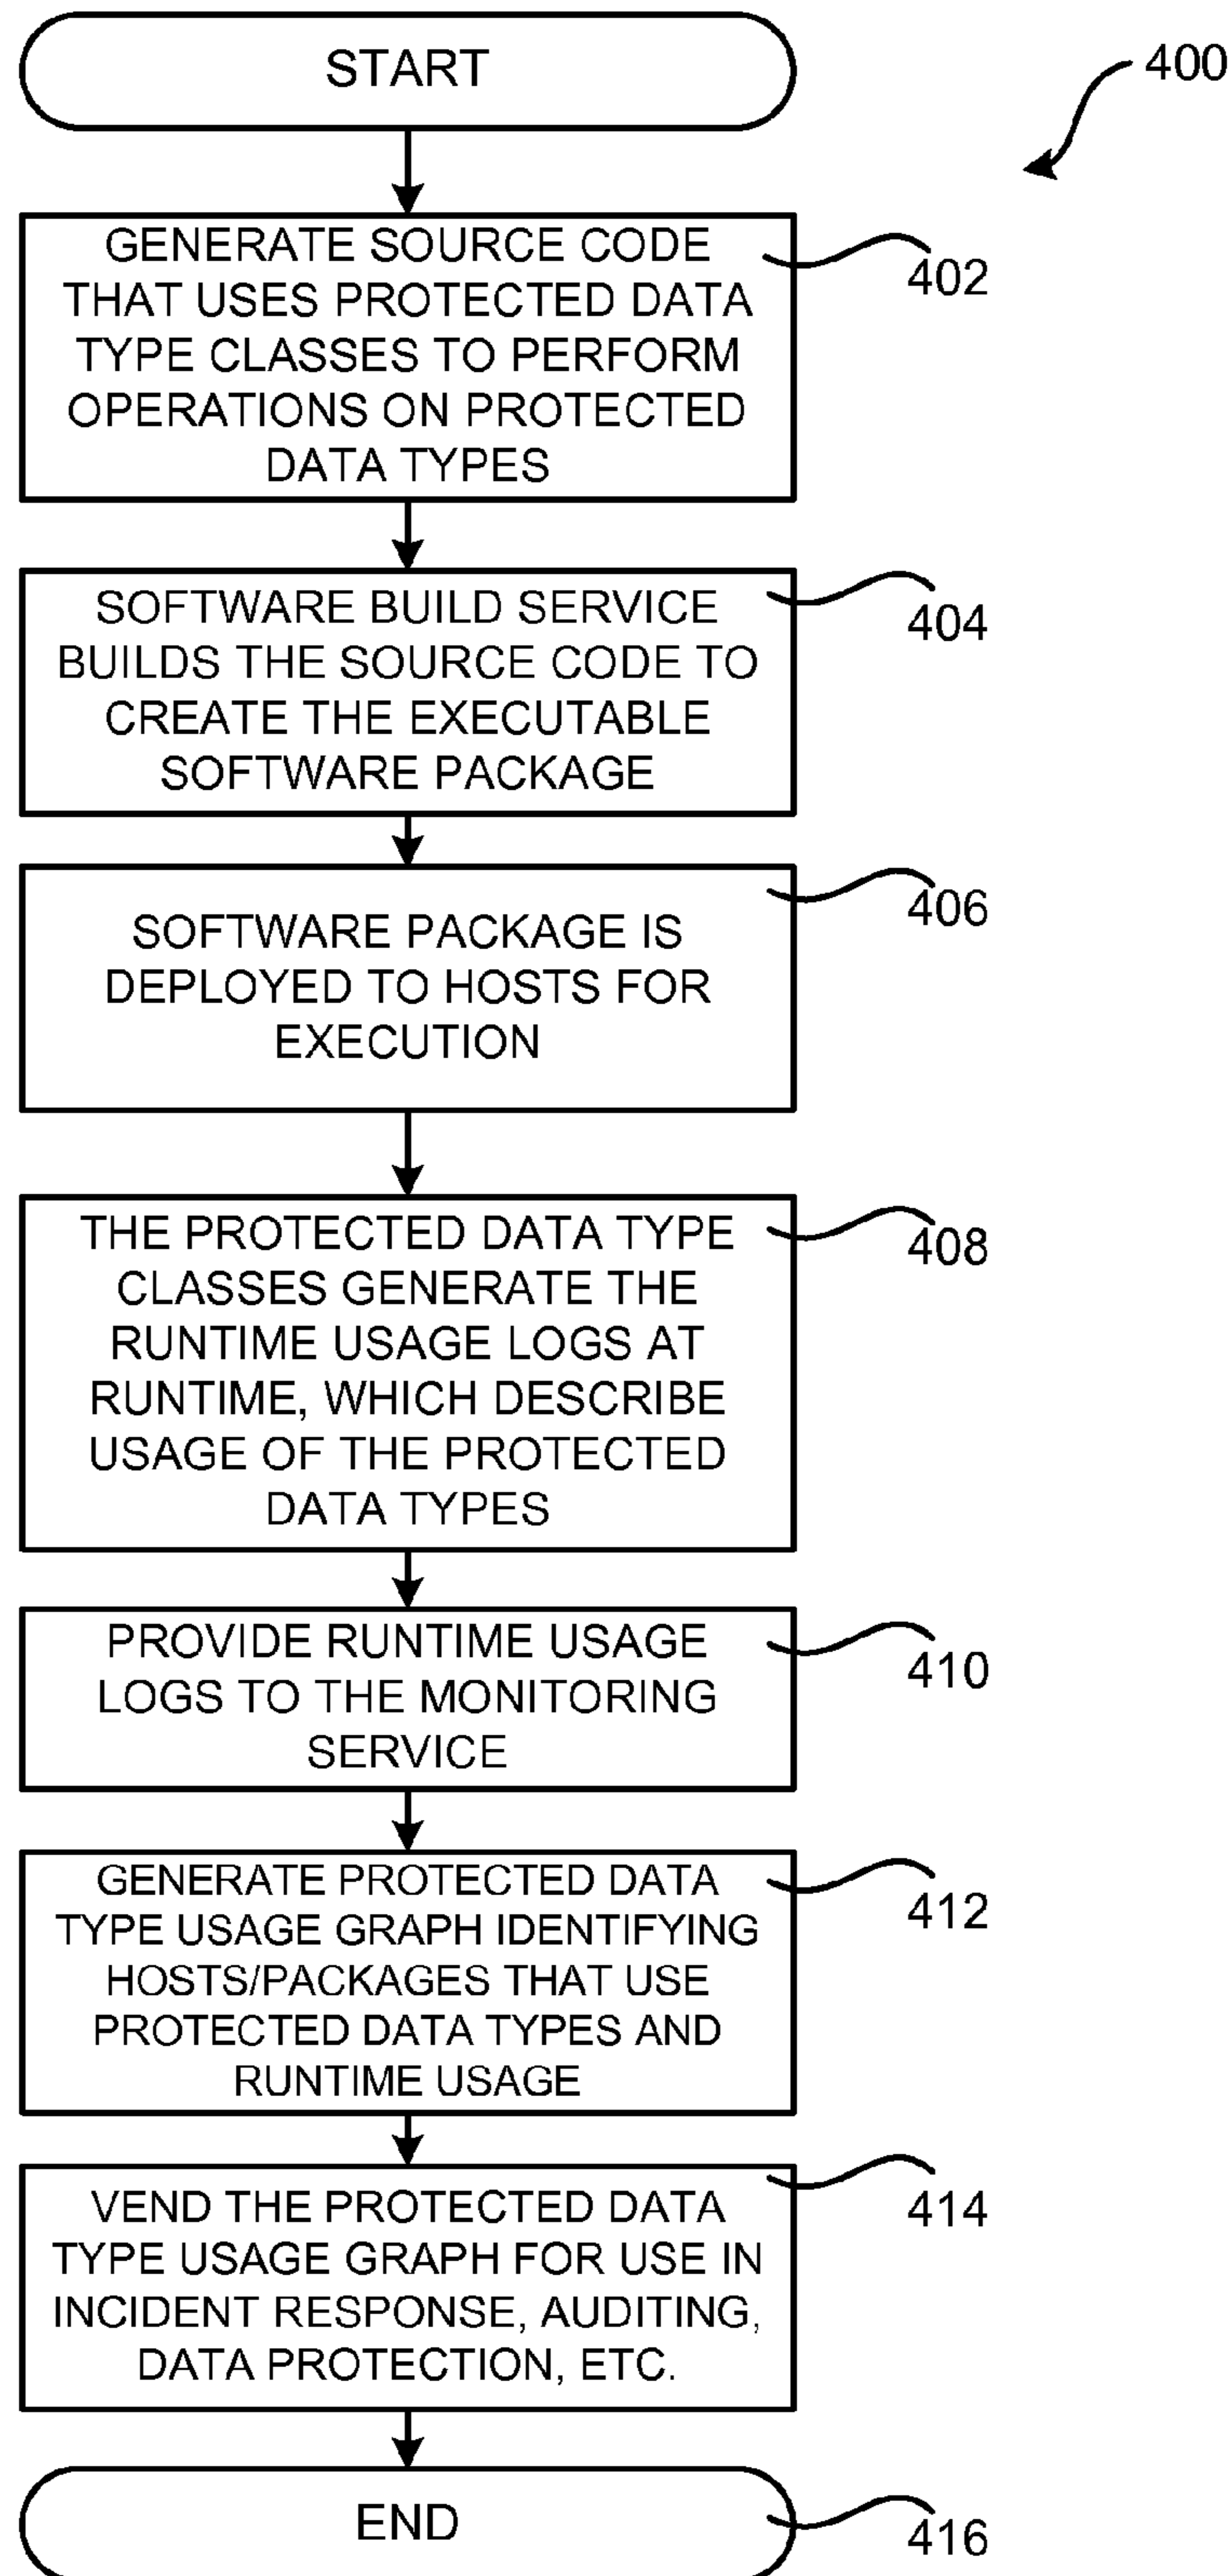 START
400
GENERATE SOURCE CODE
THAT USES PROTECTED DATA
TYPE CLASSES TO PERFORM
OPERATIONS ON PROTECTED
DATA TYPES
402
SOFTWARE BUILD SERVICE
BUILDS THE SOURCE CODE TO
CREATE THE EXECUTABLE
SOFTWARE PACKAGE
404
SOFTWARE PACKAGE IS
DEPLOYED TO HOSTS FOR
EXECUTION
406
THE PROTECTED DATA TYPE
CLASSES GENERATE THE
RUNTIME USAGE LOGS AT
RUNTIME, WHICH DESCRIBE
USAGE OF THE PROTECTED
DATA TYPES
408
PROVIDE RUNTIME USAGE
LOGS TO THE MONITORING
SERVICE
410
GENERATE PROTECTED DATA
TYPE USAGE GRAPH IDENTIFYING
HOSTS/PACKAGES THAT USE
PROTECTED DATA TYPES AND
RUNTIME USAGE
412
VEND THE PROTECTED DATA
TYPE USAGE GRAPH FOR USE IN
INCIDENT RESPONSE, AUDITING,
DATA PROTECTION, ETC.
414
END
416